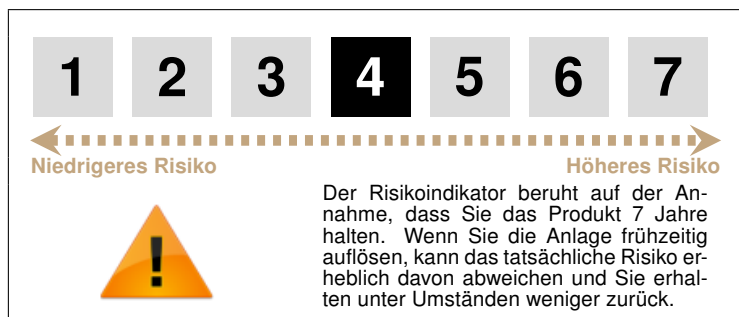 1 2 3 4 5 6 7
Niedrigeres Risiko Höheres Risiko
Der Risikoindikator beruht auf der An-
nahme, dass Sie das Produkt 7 Jahre
halten. Wenn Sie die Anlage frühzeitig
auflösen, kann das tatsächliche Risiko er-
heblich davon abweichen und Sie erhal-
ten unter Umständen weniger zurück.
!